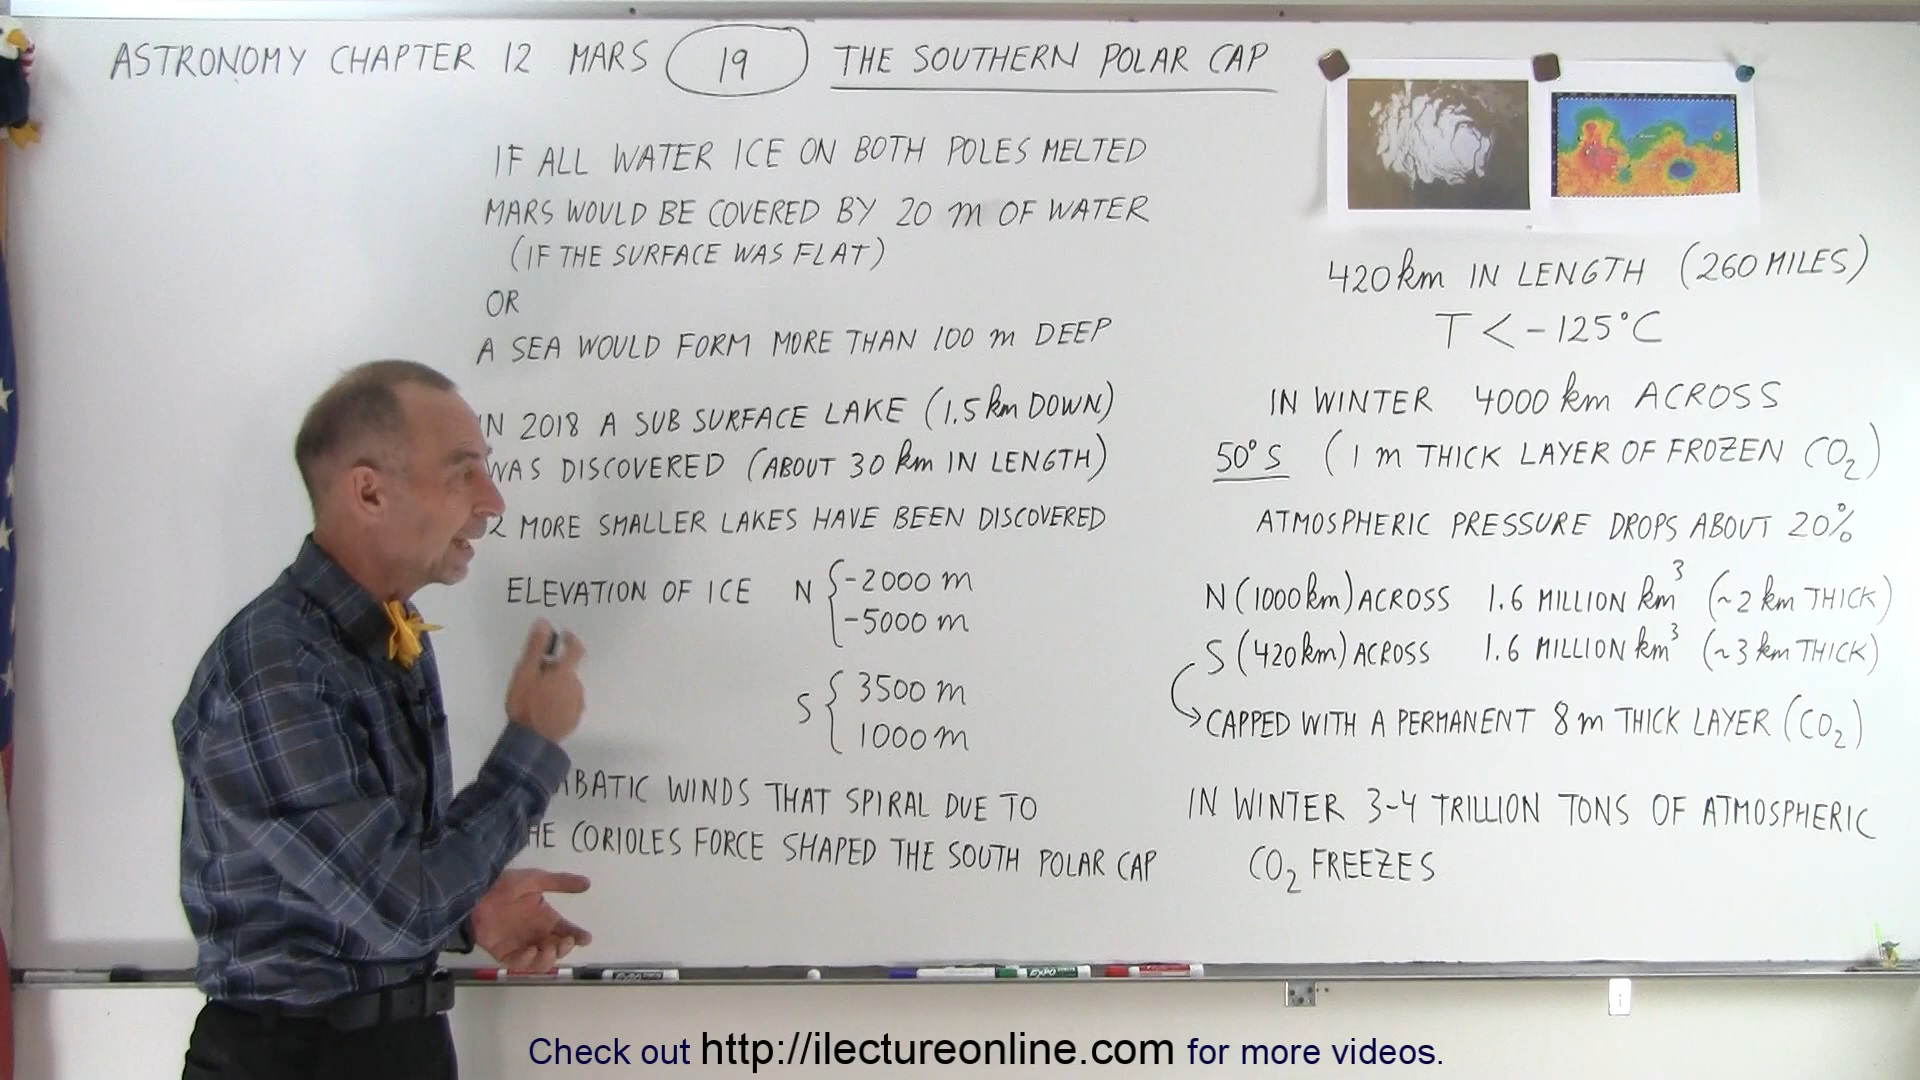 ASTRONOMY CHAPTER 12 MARS 19 THE SOUTHERN POLAR CAP
IF ALL WATER ICE ON BOTH POLES MELTED
MARS WOULD BE COVERED BY 20 m OF WATER
(IF THE SURFACE WAS FLAT)
OR
A SEA WOULD FORM MORE THAN 100 m DEEP
IN 2018 A SUB SURFACE LAKE (1.5 km DOWN)
WAS DISCOVERED (ABOUT 30 km IN LENGTH)
2 MORE SMALLER LAKES HAVE BEEN DISCOVERED
ELEVATION OF ICE N { -2000 m
-5000 m
S { 3500 m
1000 m
ABATIC WINDS THAT SPIRAL DUE TO
HE CORIOLES FORCE SHAPED THE SOUTH POLAR CAP
420 km IN LENGTH (260 MILES)
T < -125°C
IN WINTER 4000 km ACROSS
50° S (1 m THICK LAYER OF FROZEN CO₂)
ATMOSPHERIC PRESSURE DROPS ABOUT 20%
N (1000 km) ACROSS 1.6 MILLION km³ (~2 km THICK)
S (420 km) ACROSS 1.6 MILLION km³ (~3 km THICK)
→ CAPPED WITH A PERMANENT 8 m THICK LAYER (CO₂)
IN WINTER 3-4 TRILLION TONS OF ATMOSPHERIC
CO₂ FREEZES
EXPO
Check out http://ilectureonline.com for more videos.